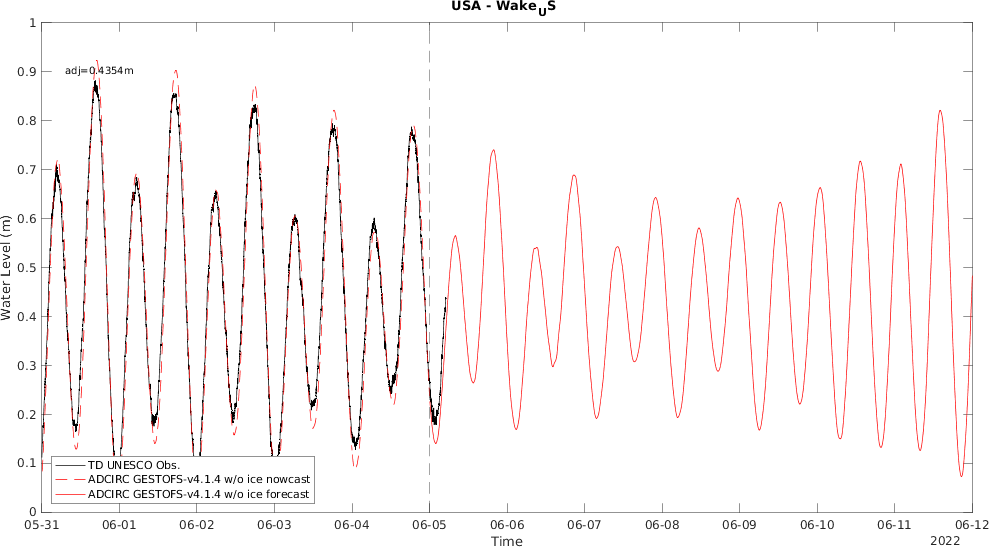 USA - Wake_US
1
0.9
0.8
0.7
0.6
0.5
0.4
0.3
0.2
0.1
0
Water Level (m)
adj=0.4354m
TD UNESCO Obs.
ADCIRC GESTOFS-v4.1.4 w/o ice nowcast
ADCIRC GESTOFS-v4.1.4 w/o ice forecast
05-31 06-01 06-02 06-03 06-04 06-05 06-06 06-07 06-08 06-09 06-10 06-11 06-12
Time
2022